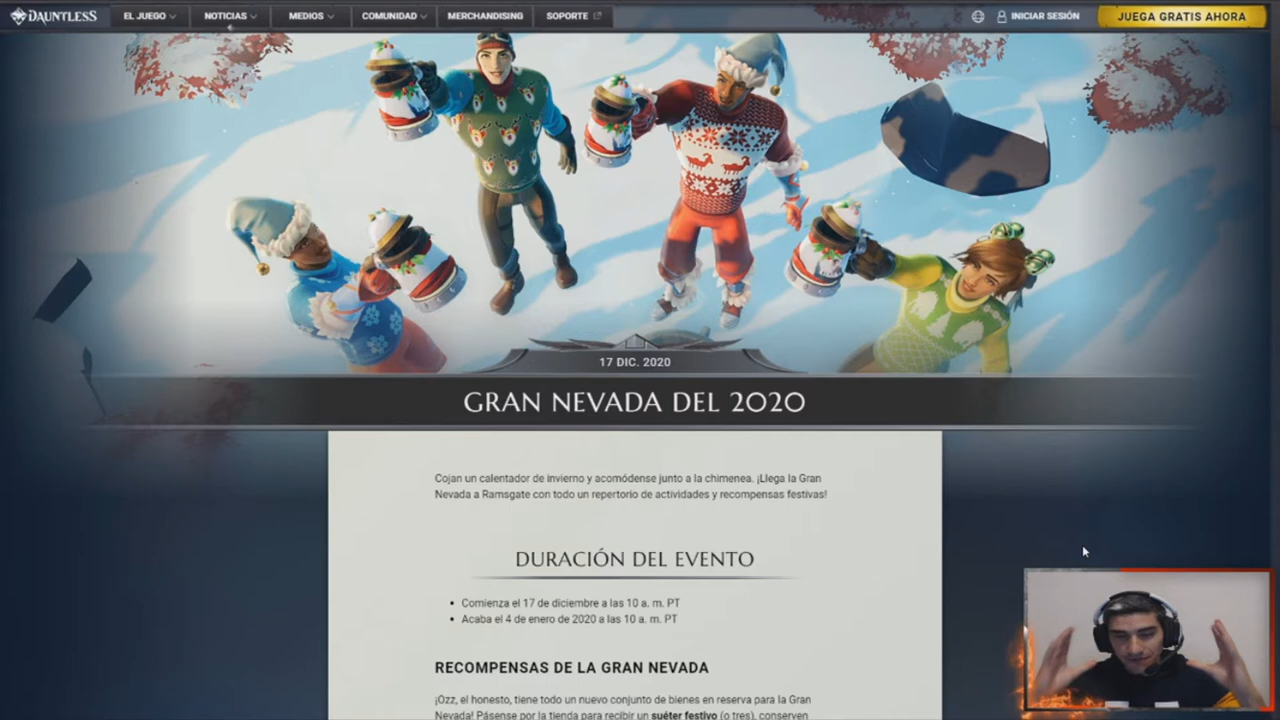 DAUNTLESS EL JUEGO NOTICIAS MEDIOS COMUNIDAD MERCHANDISING SOPORTE INICIAR SESIÓN JUEGA GRATIS AHORA
17 DIC. 2020
GRAN NEVADA DEL 2020
Cojan un calentador de invierno y acomódense junto a la chimenea. ¡Llega la Gran
Nevada a Ramsgate con todo un repertorio de actividades y recompensas festivas!
DURACIÓN DEL EVENTO
• Comienza el 17 de diciembre a las 10 a. m. PT
• Acaba el 4 de enero de 2020 a las 10 a. m. PT
RECOMPENSAS DE LA GRAN NEVADA
¡Ozz, el honesto, tiene todo un nuevo conjunto de bienes en reserva para la Gran
Nevada! Pásense por la tienda para recibir un suéter festivo (o tres), conserven